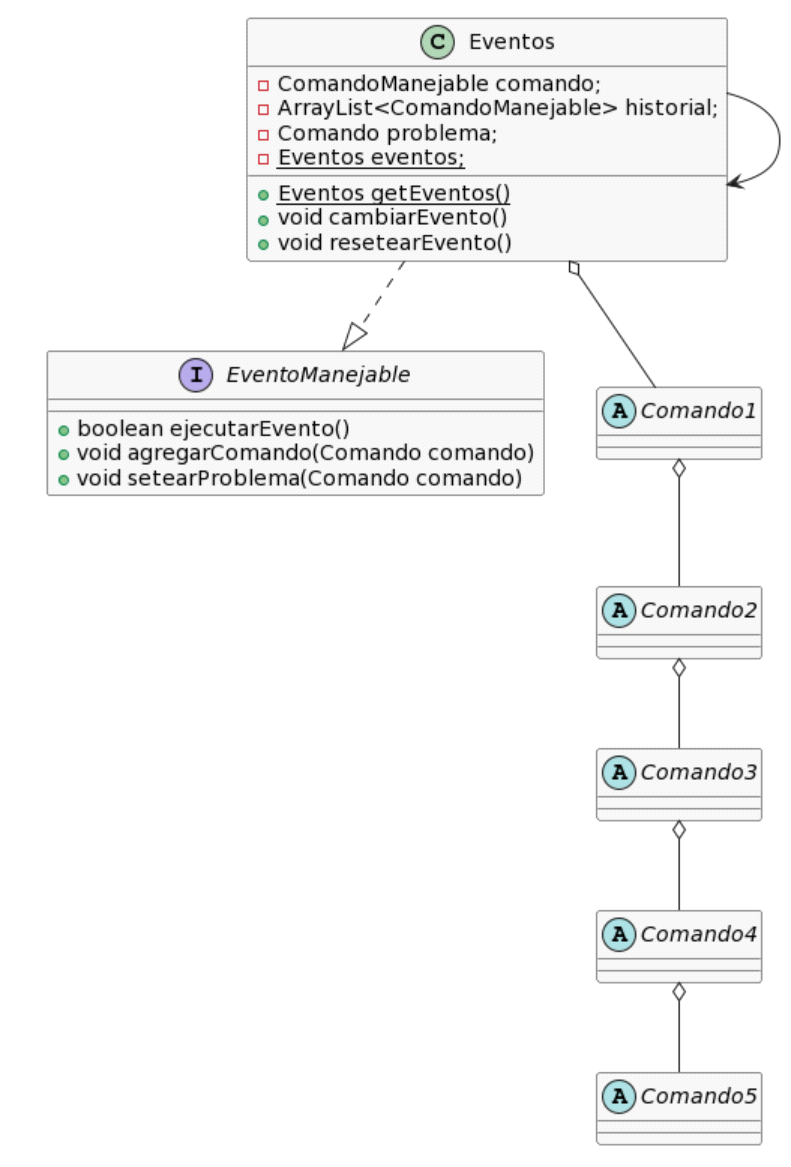 C Eventos
ComandoManejable comando;
ArrayList<ComandoManejable> historial;
Comando problema;
Eventos eventos;
Eventos getEventos()
void cambiarEvento()
void resetearEvento()
I EventoManejable
boolean ejecutarEvento()
void agregarComando(Comando comando)
void setearProblema(Comando comando)
A Comando1
A Comando2
A Comando3
A Comando4
A Comando5